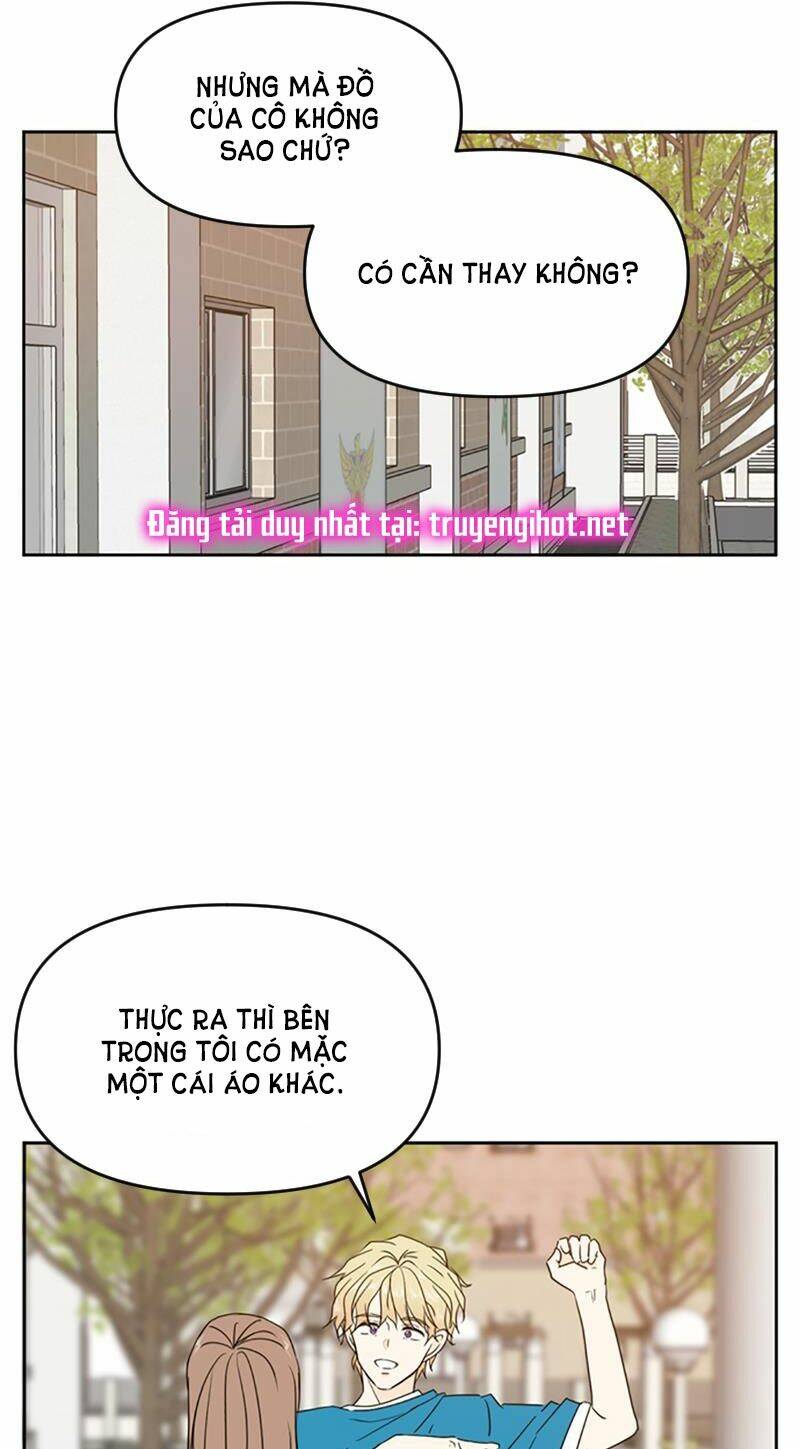 NHƯNG MÀ ĐỒ
CỦA CÔ KHÔNG
SAO CHỨ?
CÓ CẦN THAY KHÔNG?
Đăng tải duy nhất tại: truyenghot.net
THỰC RA THÌ BÊN
TRONG TÔI CÓ MẶC
MỘT CÁI ÁO KHÁC.